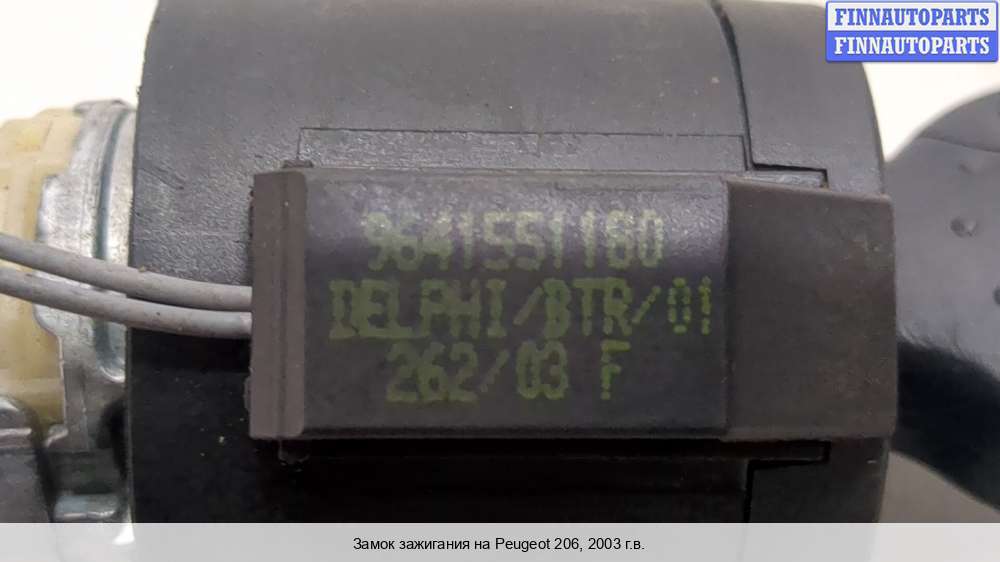 FINNAUTOPARTS
FINNAUTOPARTS
9641551180
DELPHI/BTR/01
262/03 F
Замок зажигания на Peugeot 206, 2003 г.в.